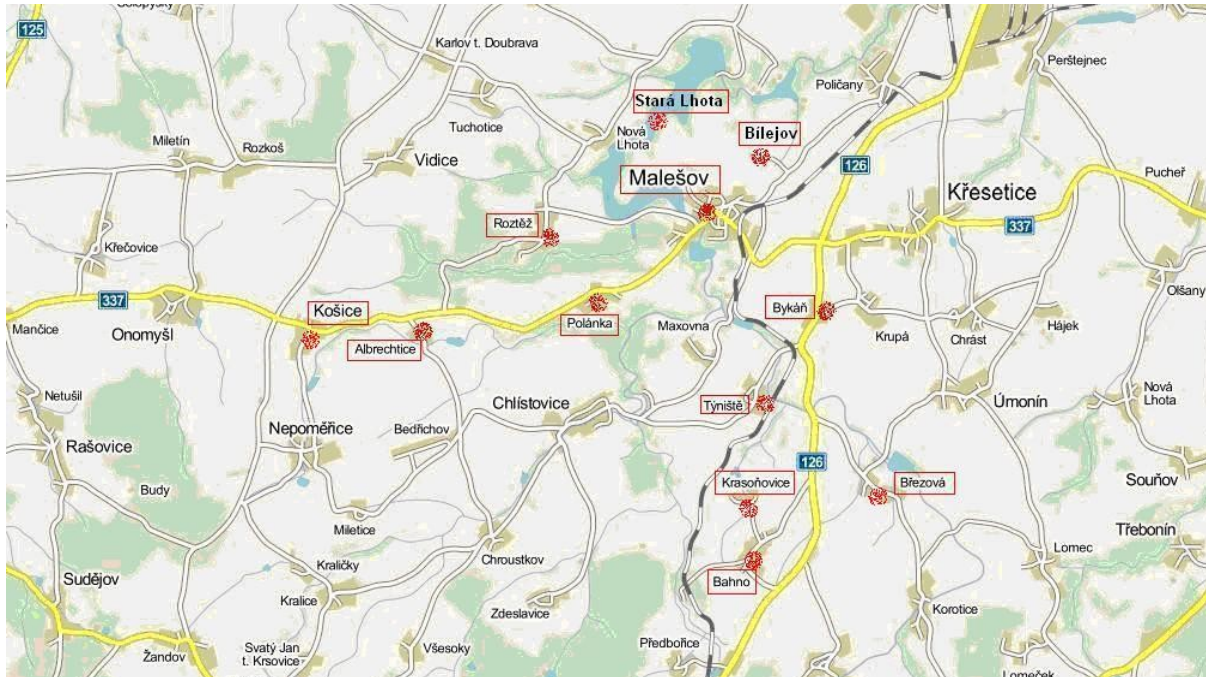 125
Karlov t. Doubrava
Perštejnec
Poličany
Stará Lhota
Tuchotice
Nová
Lhota
Bílejov
Miletín
Rozkoš
Vidice
126
Malešov
Křesetice
Pucheř
Roztěž
337
Křečovice
Olšany
337
Košice
Bykáň
Mančice
Onomyšl
Polánka
Maxovna
Hájek
Albrechtice
Krupá
Chrást
Netušil
Nová
Lhota
Chlístovice
Týniště
Úmonín
Nepoměřice
Bedřichov
Rašovice
126
Souňov
Budy
Krasoňovice
Březová
Miletice
Třebonín
Chroustkov
Lomec
Kraličky
Sudějov
Bahno
Kralice
Zdeslavice
Korotice
Předbořice
Svatý Jan
t. Krsovice
Všesoky
Žandov
Lomeček